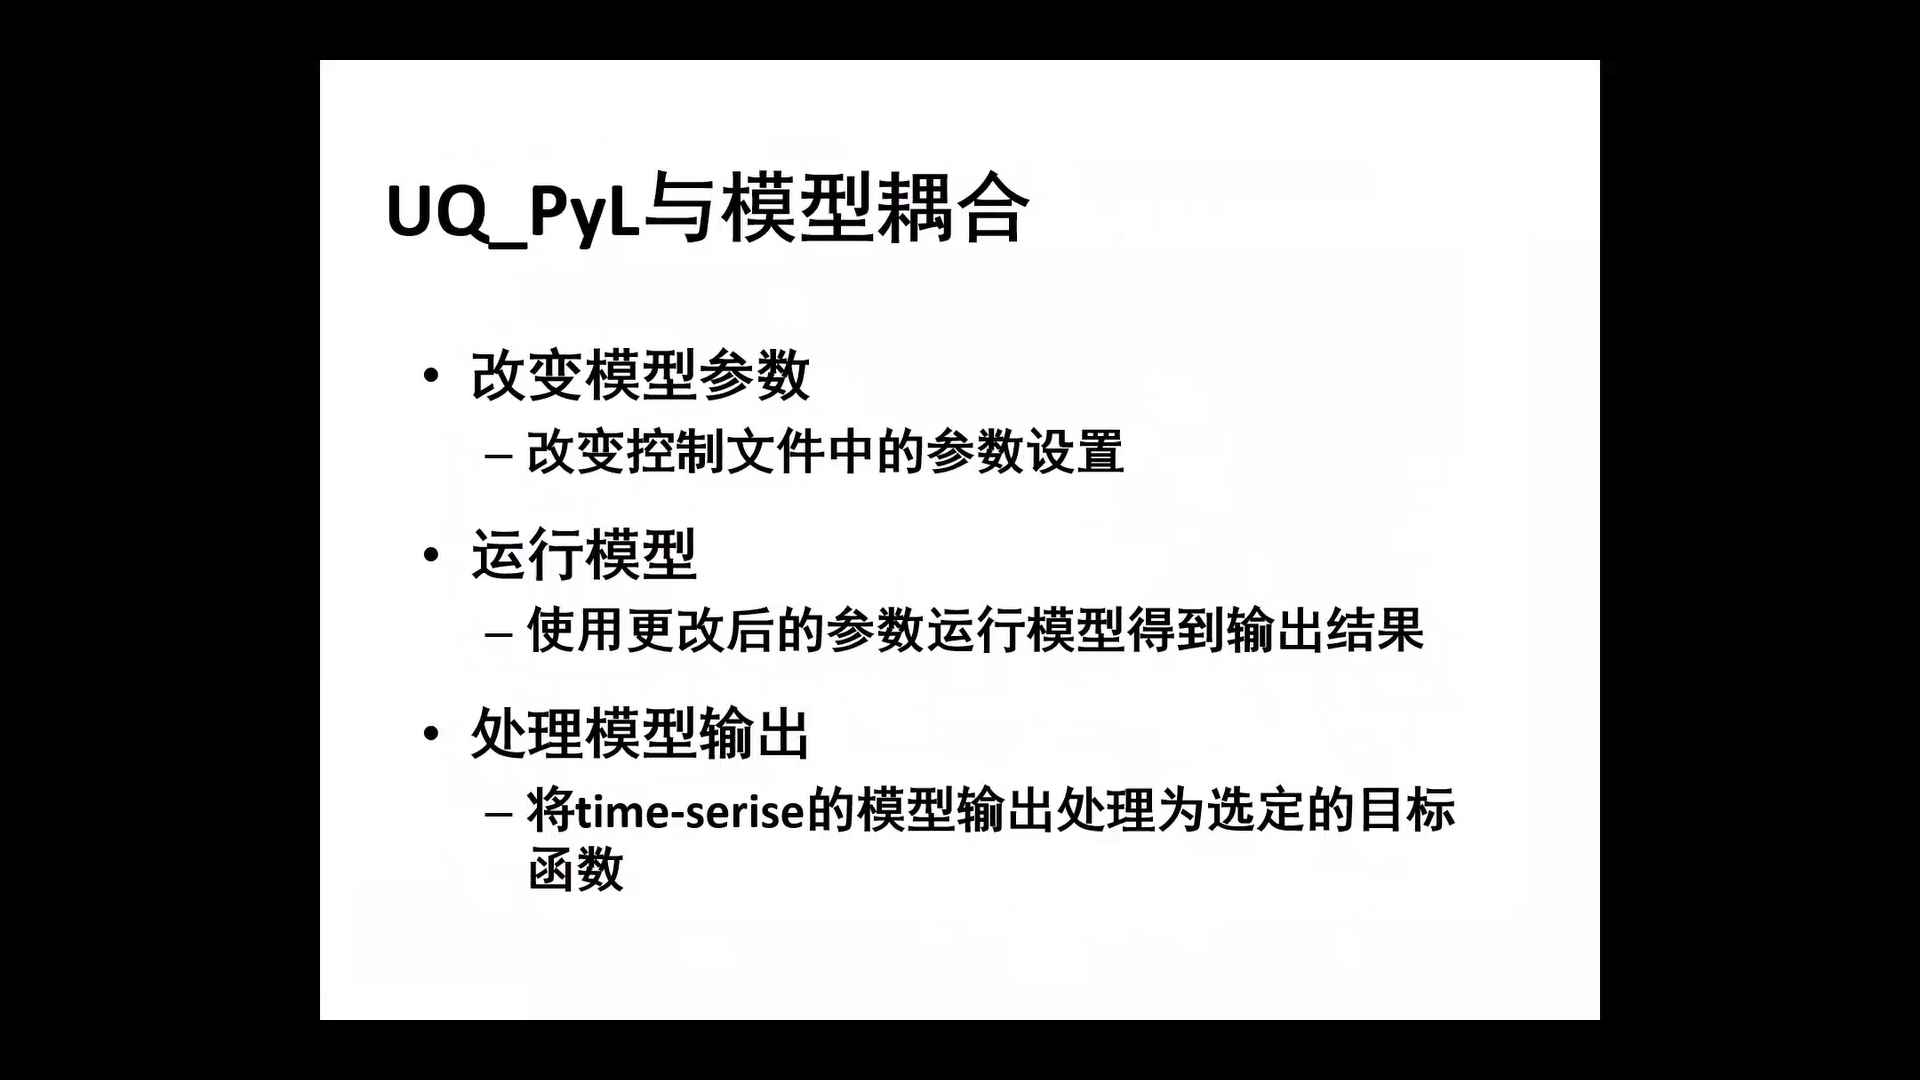 UQ_PyL与模型耦合
• 改变模型参数
– 改变控制文件中的参数设置
• 运行模型
– 使用更改后的参数运行模型得到输出结果
• 处理模型输出
– 将time-serise的模型输出处理为选定的目标
函数